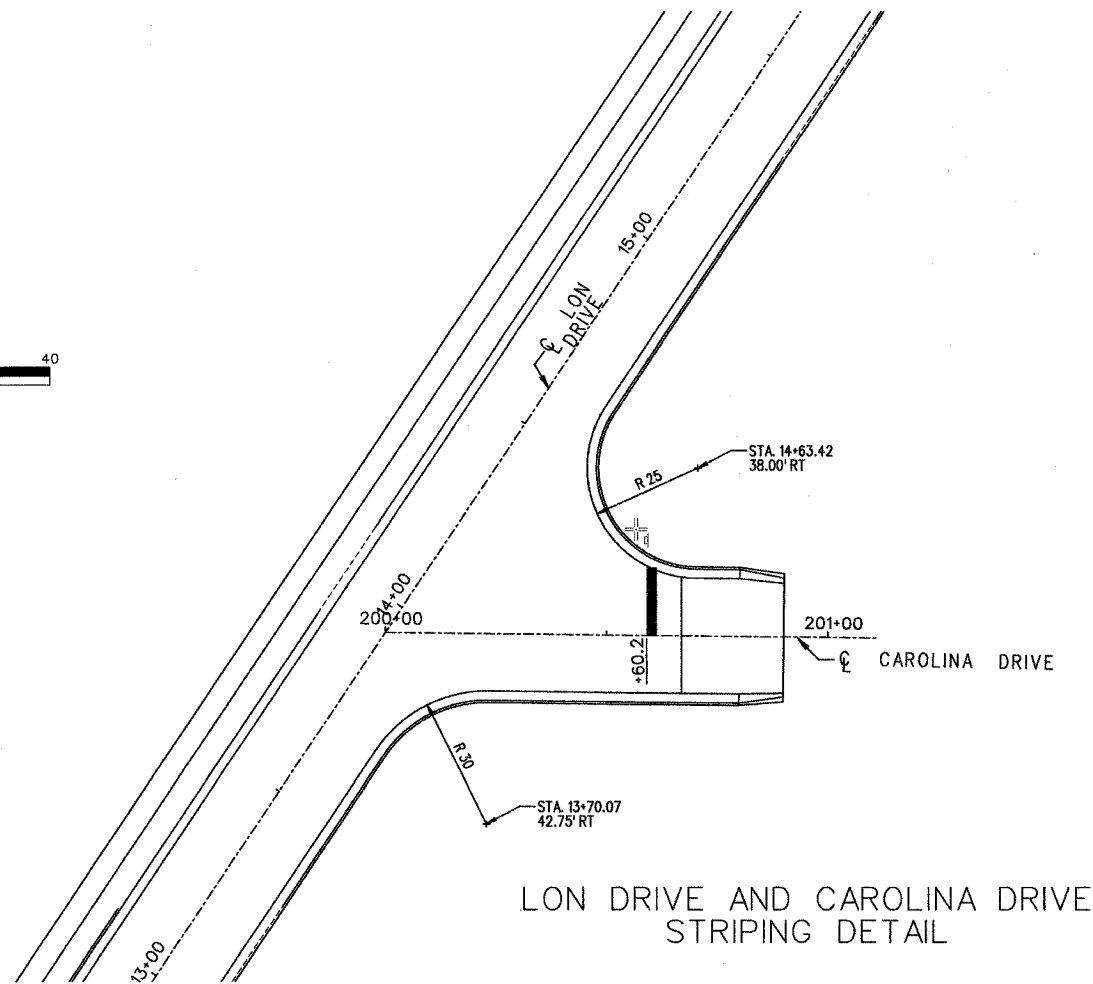 40
15+00
℄ LON
DRIVE
STA. 14+63.42
38.00' RT
R 25
14+00
200+00
201+00
+60.2
℄ CAROLINA DRIVE
R 30
STA. 13+70.07
42.75' RT
LON DRIVE AND CAROLINA DRIVE
STRIPING DETAIL
13+00